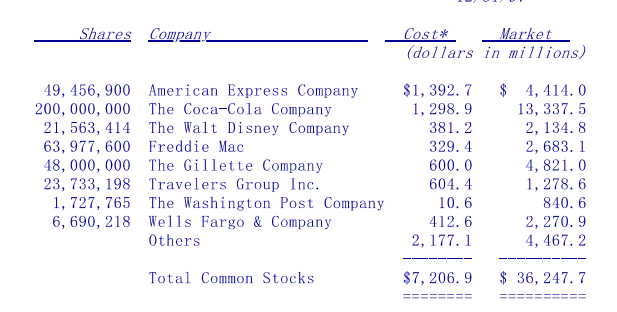 Shares Company Cost* Market
(dollars in millions)
49,456,900 American Express Company $1,392.7 $ 4,414.0
200,000,000 The Coca-Cola Company 1,298.9 13,337.5
21,563,414 The Walt Disney Company 381.2 2,134.8
63,977,600 Freddie Mac 329.4 2,683.1
48,000,000 The Gillette Company 600.0 4,821.0
23,733,198 Travelers Group Inc. 604.4 1,278.6
1,727,765 The Washington Post Company 10.6 840.6
6,690,218 Wells Fargo & Company 412.6 2,270.9
Others 2,177.1 4,467.2
Total Common Stocks $7,206.9 $ 36,247.7